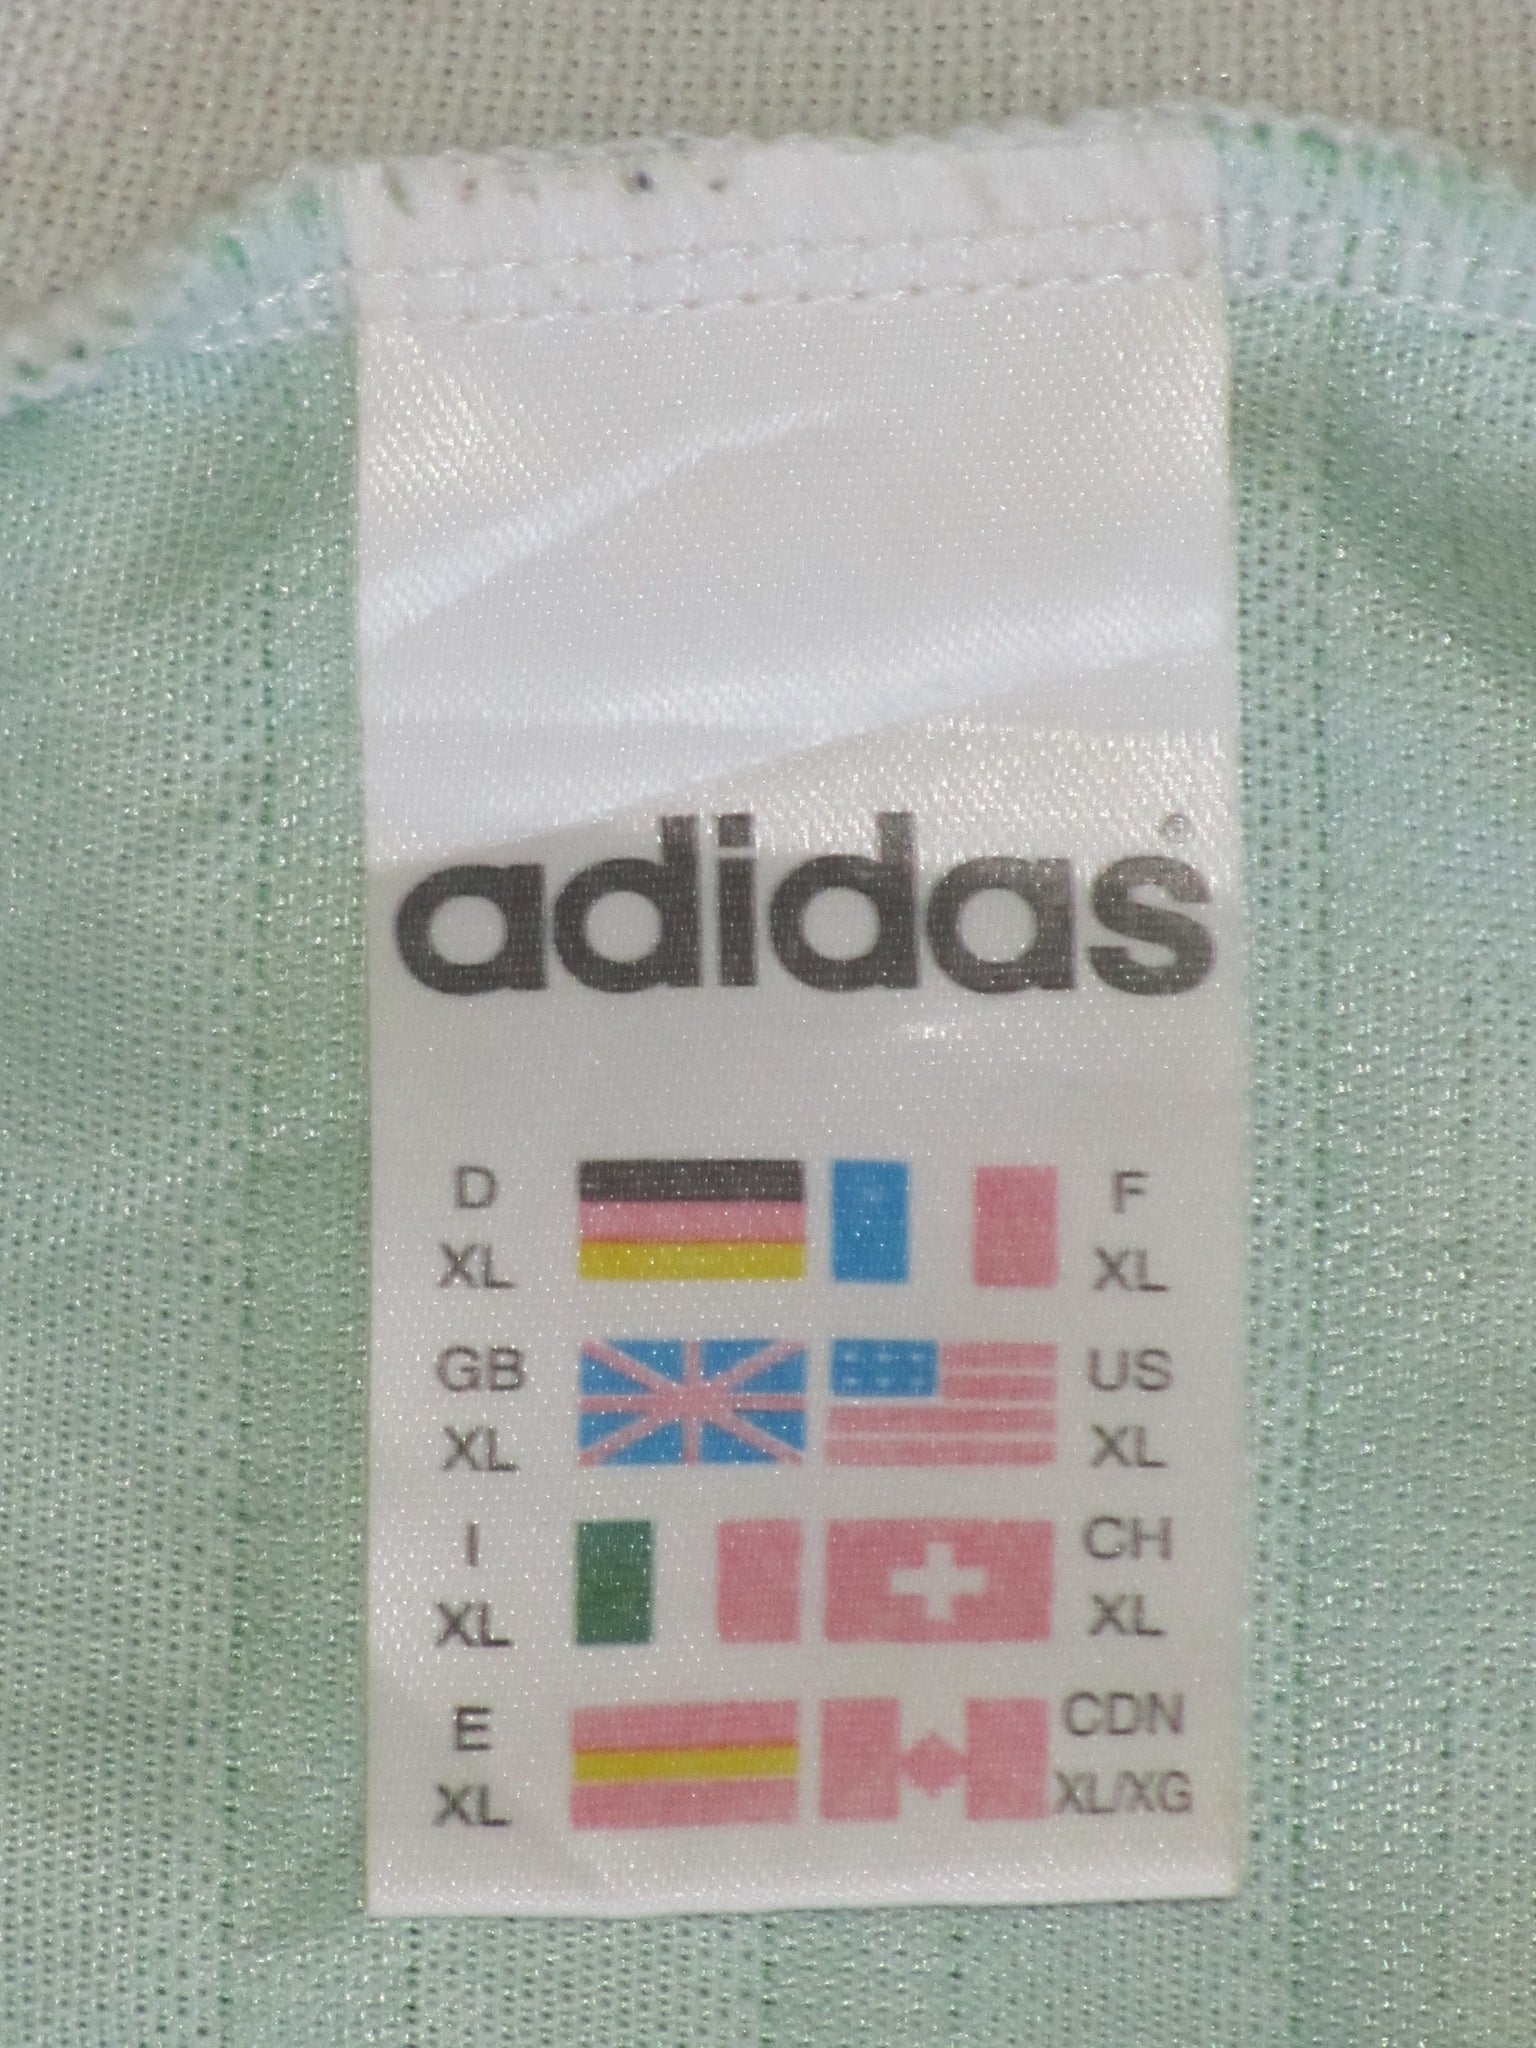 adidas®
D F
XL XL
GB US
XL XL
I CH
XL XL
E CDN
XL XL/XG